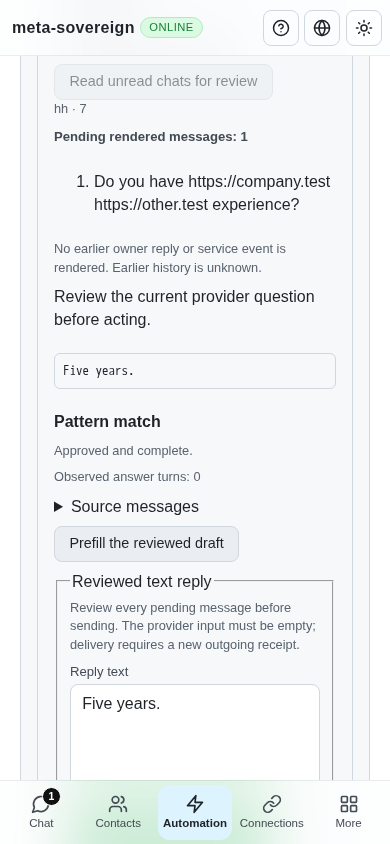 meta-sovereign ONLINE
Read unread chats for review
hh · 7
Pending rendered messages: 1
1. Do you have https://company.test
https://other.test experience?
No earlier owner reply or service event is
rendered. Earlier history is unknown.
Review the current provider question
before acting.
Five years.
Pattern match
Approved and complete.
Observed answer turns: 0
Source messages
Prefill the reviewed draft
Reviewed text reply
Review every pending message before
sending. The provider input must be empty;
delivery requires a new outgoing receipt.
Reply text
Five years.
1
Chat Contacts Automation Connections More